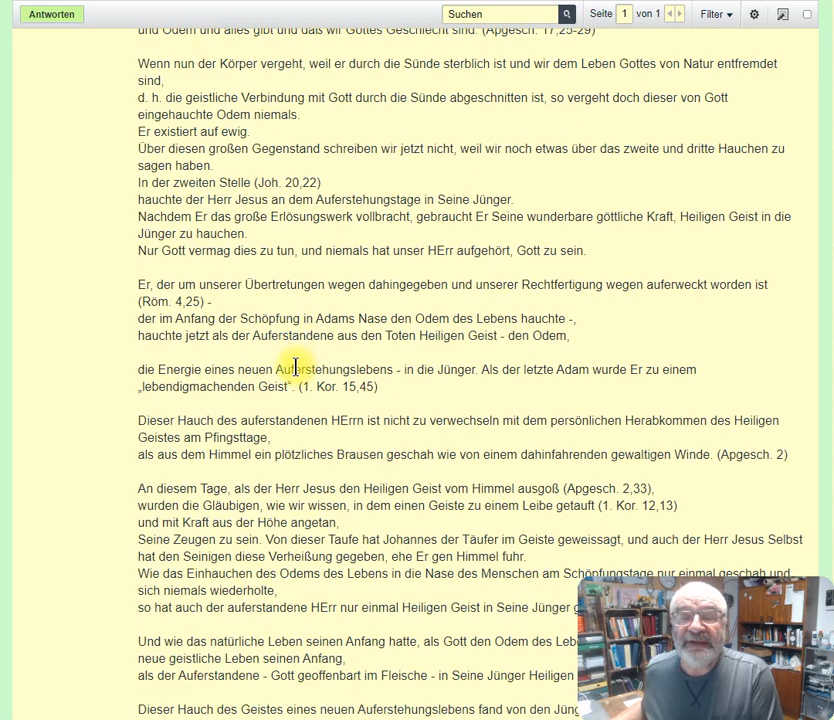 Antworten
Suchen
Seite 1 von 1
Filter
und Odem und alles gibt und daß wir Gottes Geschlecht sind. (Apgesch. 17,25-29)
Wenn nun der Körper vergeht, weil er durch die Sünde sterblich ist und wir dem Leben Gottes von Natur entfremdet
sind,
d. h. die geistliche Verbindung mit Gott durch die Sünde abgeschnitten ist, so vergeht doch dieser von Gott
eingehauchte Odem niemals.
Er existiert auf ewig.
Über diesen großen Gegenstand schreiben wir jetzt nicht, weil wir noch etwas über das zweite und dritte Hauchen zu
sagen haben.
In der zweiten Stelle (Joh. 20,22)
hauchte der Herr Jesus an dem Auferstehungstage in Seine Jünger.
Nachdem Er das große Erlösungswerk vollbracht, gebraucht Er Seine wunderbare göttliche Kraft, Heiligen Geist in die
Jünger zu hauchen.
Nur Gott vermag dies zu tun, und niemals hat unser HErr aufgehört, Gott zu sein.
Er, der um unserer Übertretungen wegen dahingegeben und unserer Rechtfertigung wegen auferweckt worden ist
(Röm. 4,25) -
der im Anfang der Schöpfung in Adams Nase den Odem des Lebens hauchte -,
hauchte jetzt als der Auferstandene aus den Toten Heiligen Geist - den Odem,
die Energie eines neuen Auferstehungslebens - in die Jünger. Als der letzte Adam wurde Er zu einem
„lebendigmachenden Geist“. (1. Kor. 15,45)
Dieser Hauch des auferstandenen HErrn ist nicht zu verwechseln mit dem persönlichen Herabkommen des Heiligen
Geistes am Pfingsttage,
als aus dem Himmel ein plötzliches Brausen geschah wie von einem dahinfahrenden gewaltigen Winde. (Apgesch. 2)
An diesem Tage, als der Herr Jesus den Heiligen Geist vom Himmel ausgoß (Apgesch. 2,33),
wurden die Gläubigen, wie wir wissen, in dem einen Geiste zu einem Leibe getauft (1. Kor. 12,13)
und mit Kraft aus der Höhe angetan,
Seine Zeugen zu sein. Von dieser Taufe hat Johannes der Täufer im Geiste geweissagt, und auch der Herr Jesus Selbst
hat den Seinigen diese Verheißung gegeben, ehe Er gen Himmel fuhr.
Wie das Einhauchen des Odems des Lebens in die Nase des Menschen am Schöpfungstage nur einmal geschah und
sich niemals wiederholte,
so hat auch der auferstandene HErr nur einmal Heiligen Geist in Seine Jünger
Und wie das natürliche Leben seinen Anfang hatte, als Gott den Odem des
neue geistliche Leben seinen Anfang,
als der Auferstandene - Gott geoffenbart im Fleische - in Seine Jünger Heiligen
Dieser Hauch des Geistes eines neuen Auferstehungslebens fand von den